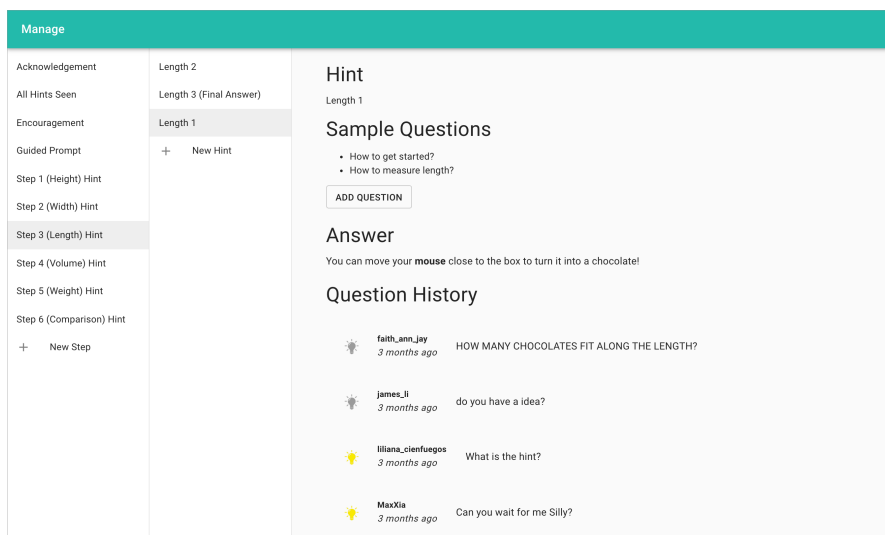 Manage
Acknowledgement
All Hints Seen
Encouragement
Guided Prompt
Step 1 (Height) Hint
Step 2 (Width) Hint
Step 3 (Length) Hint
Step 4 (Volume) Hint
Step 5 (Weight) Hint
Step 6 (Comparison) Hint
+ New Step
Length 2
Length 3 (Final Answer)
Length 1
+ New Hint
Hint
Length 1
Sample Questions
• How to get started?
• How to measure length?
ADD QUESTION
Answer
You can move your mouse close to the box to turn it into a chocolate!
Question History
faith_ann_jay
3 months ago
HOW MANY CHOCOLATES FIT ALONG THE LENGTH?
james_li
3 months ago
do you have a idea?
liliana_cienfuegos
3 months ago
What is the hint?
MaxXia
3 months ago
Can you wait for me Silly?